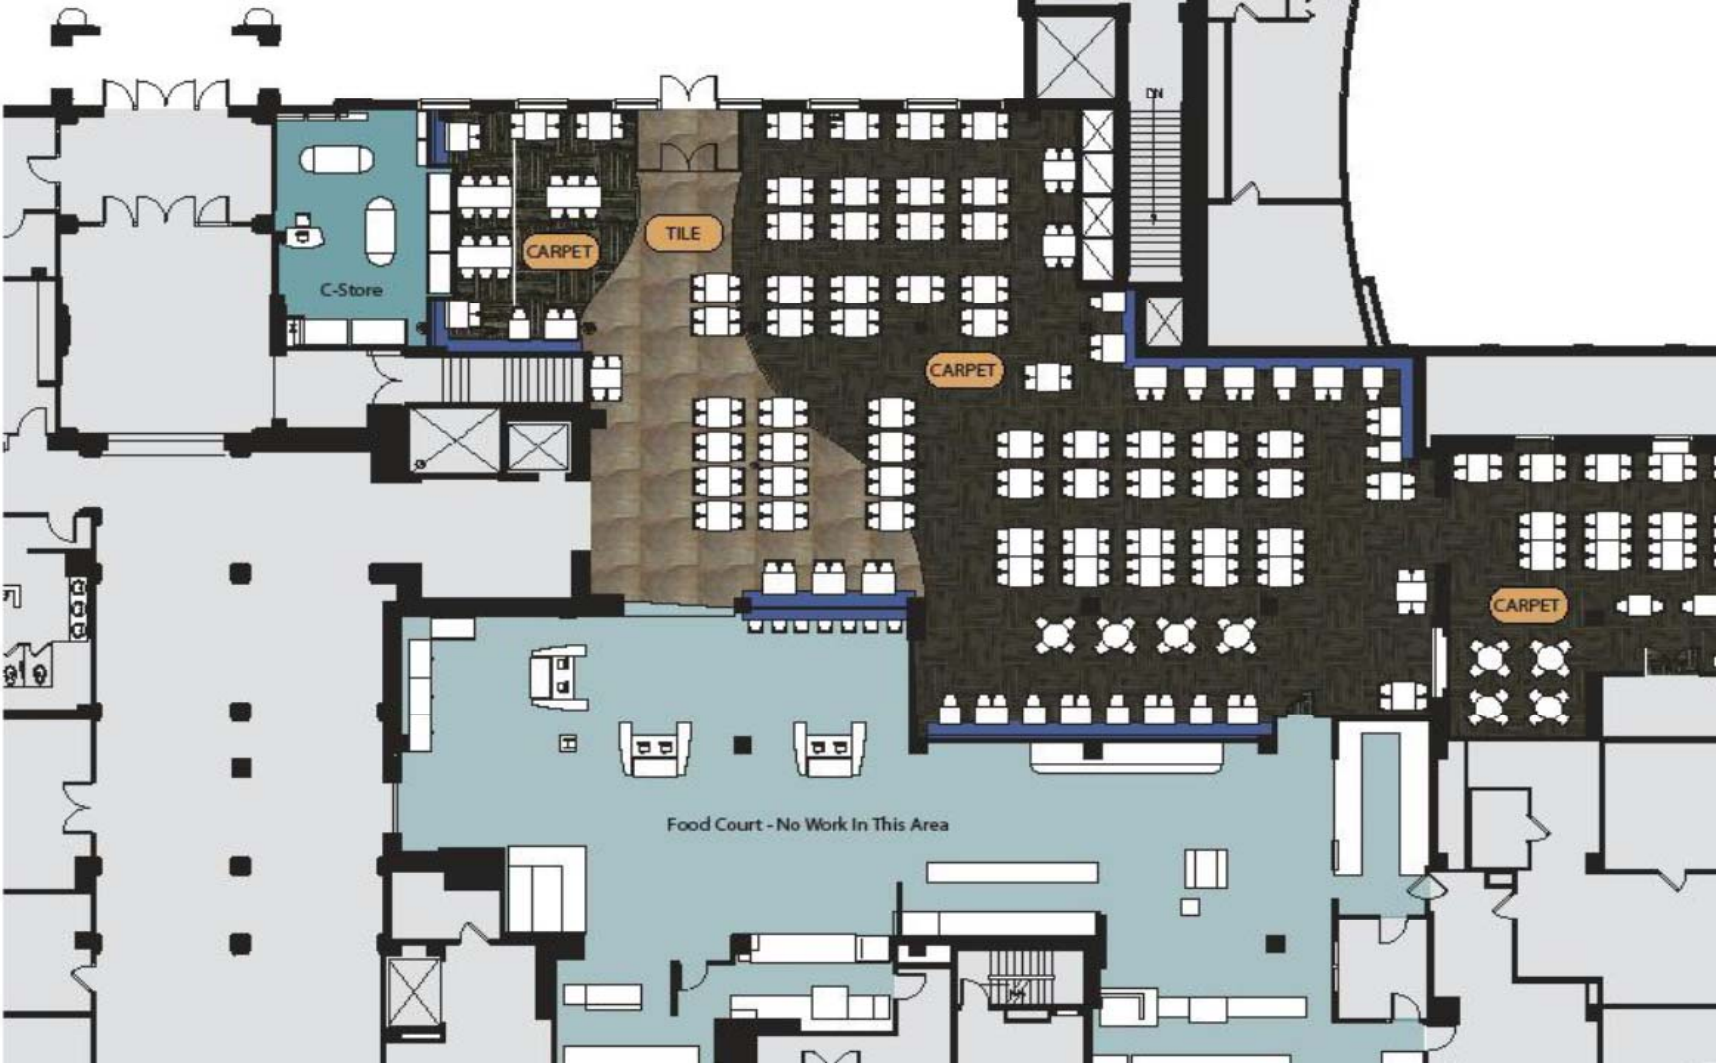 DN
TILE
CARPET
C-Store
CARPET
CARPET
Food Court - No Work In This Area